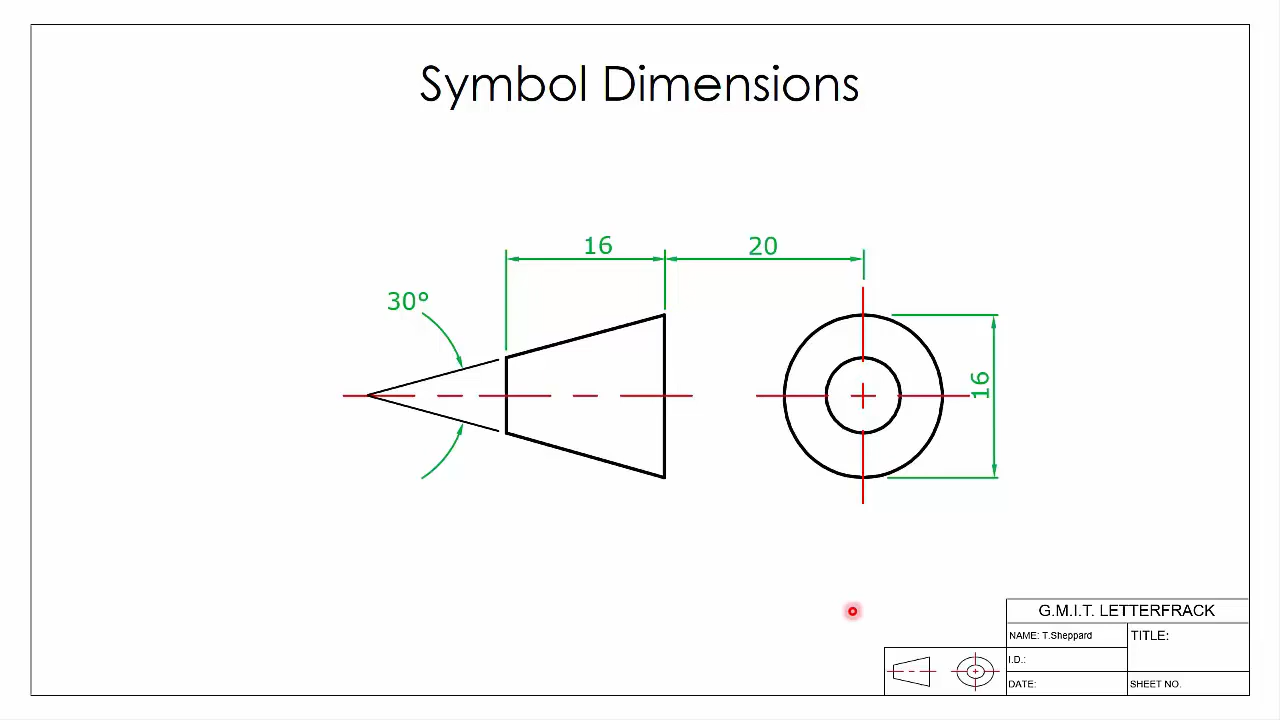 Symbol Dimensions
16
20
30°
16
G.M.I.T. LETTERFRACK
NAME: T.Sheppard
TITLE:
I.D.:
DATE:
SHEET NO.